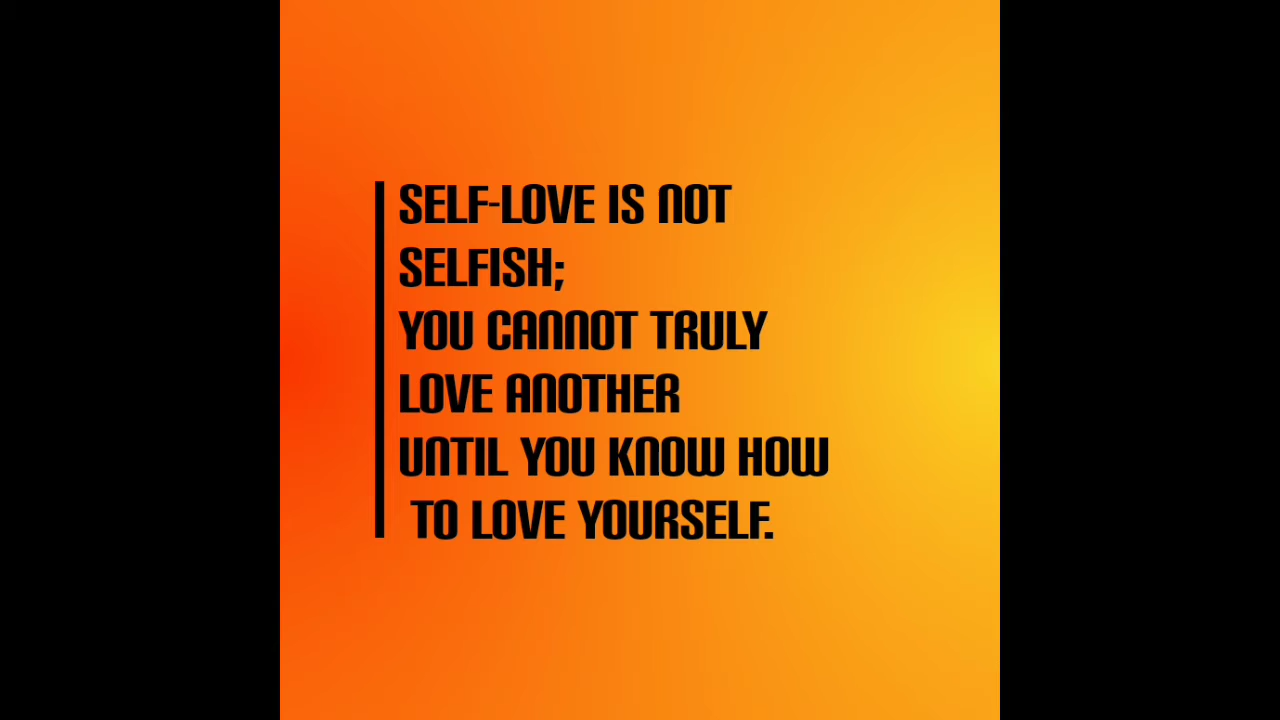 SELF-LOVE IS NOT
SELFISH;
YOU CANNOT TRULY
LOVE ANOTHER
UNTIL YOU KNOW HOW
TO LOVE YOURSELF.